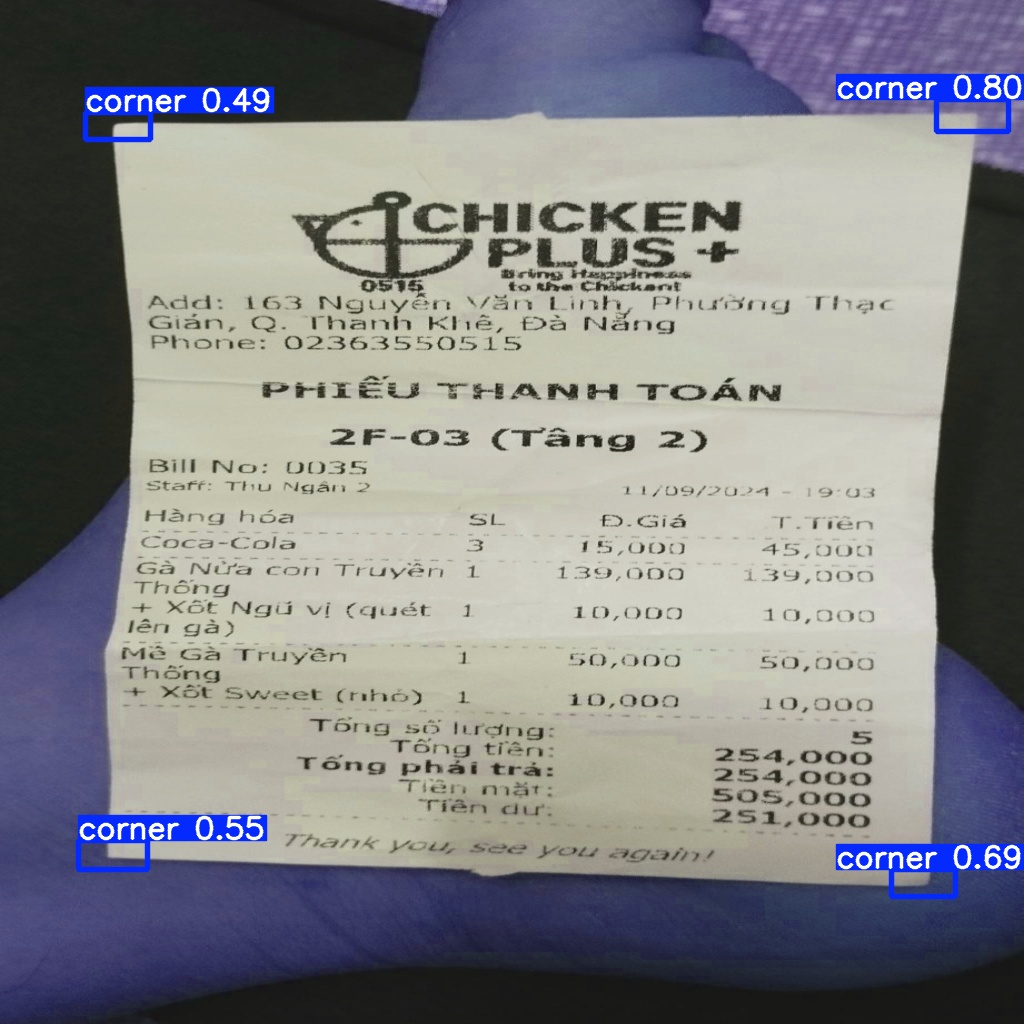 corner 0.49
corner 0.80
CHICKEN
PLUS +
Bring Happiness
to the Chickent
0515
Add: 163 Nguyễn Văn Linh, Phường Thạc
Gián, Q. Thanh Khê, Đà Nẵng
Phone: 02363550515
PHIẾU THANH TOÁN
2F-03 (Tầng 2)
Bill No: 0035
Staff: Thu Ngân 2 11/09/2024 - 19:03
Hàng hóa SL Đ.Giá T.Tiền
Coca-Cola 3 15,000 45,000
Gà Nửa con Truyền 1 139,000 139,000
Thống
+ Xốt Ngũ vị (quét 1 10,000 10,000
lên gà)
Mề Gà Truyền 1 50,000 50,000
Thống
+ Xốt Sweet (nhỏ) 1 10,000 10,000
Tổng số lượng: 5
Tổng tiền: 254,000
Tổng phải trả: 254,000
Tiền mặt: 505,000
Tiền dư: 251,000
Thank you, see you again!
corner 0.55
corner 0.69